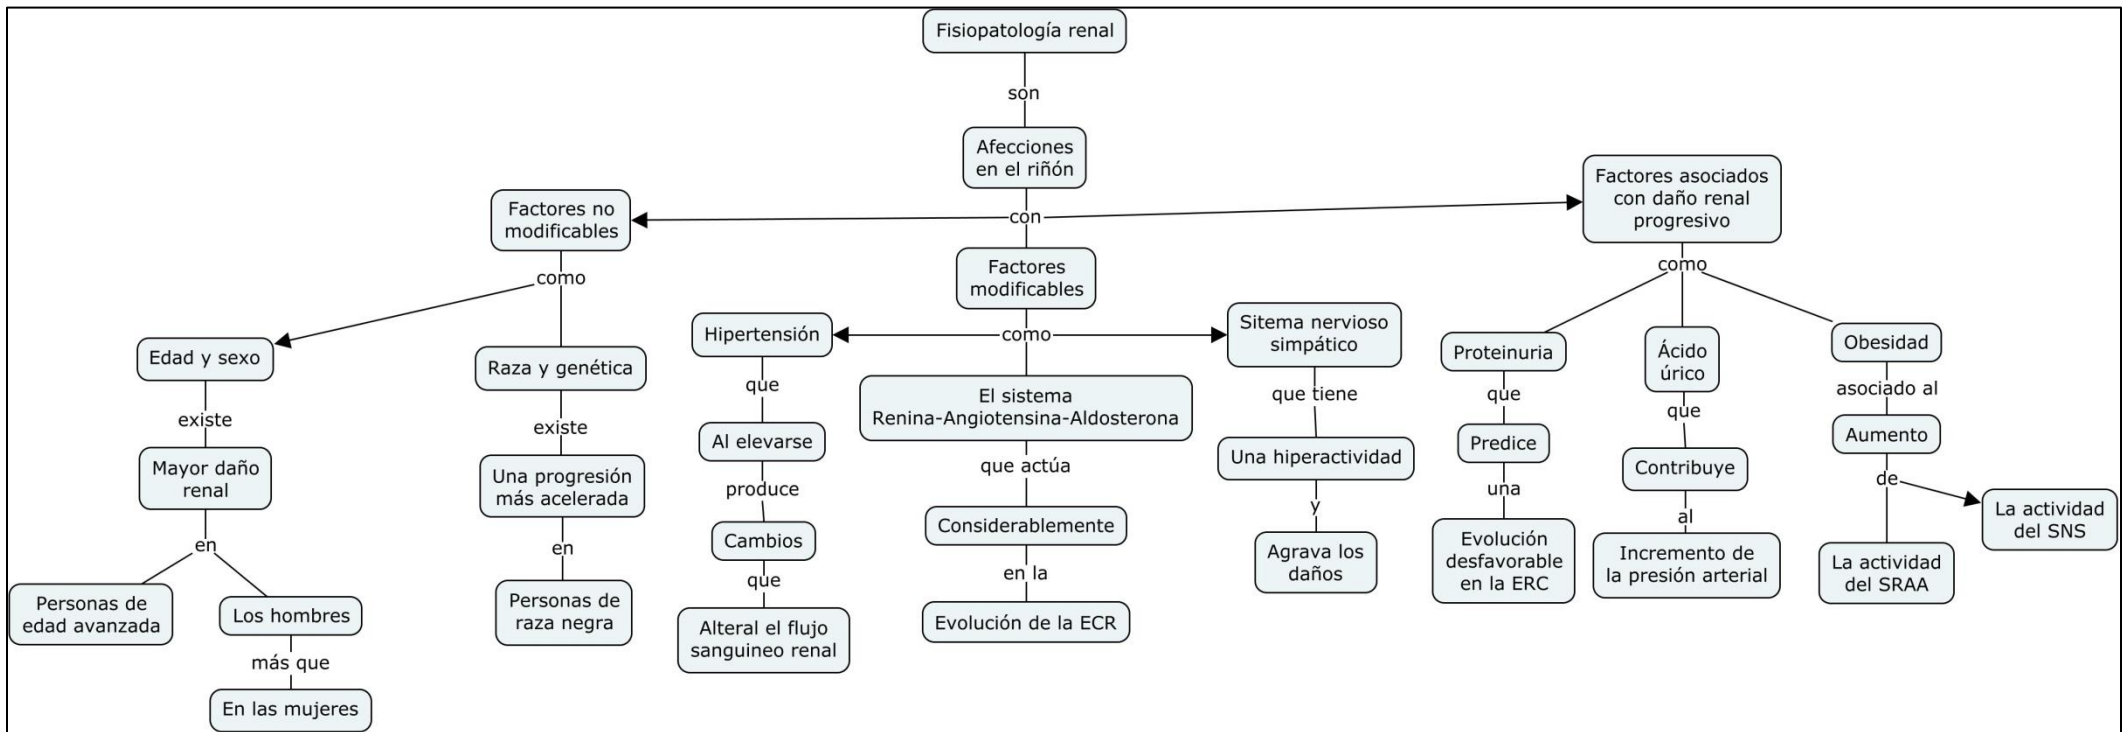 Fisiopatología renal
son
Afecciones
en el riñón
con
Factores no
modificables
como
Edad y sexo
existe
Mayor daño
renal
en
Personas de
edad avanzada
Los hombres
más que
En las mujeres
Raza y genética
existe
Una progresión
más acelerada
en
Personas de
raza negra
Factores
modificables
como
Hipertensión
que
Al elevarse
produce
Cambios
que
Alteral el flujo
sanguineo renal
El sistema
Renina-Angiotensina-Aldosterona
que actúa
Considerablemente
en la
Evolución de la ECR
Sitema nervioso
simpático
que tiene
Una hiperactividad
y
Agrava los
daños
Factores asociados
con daño renal
progresivo
como
Proteinuria
que
Predice
una
Evolución
desfavorable
en la ERC
Ácido
úrico
que
Contribuye
al
Incremento de
la presión arterial
Obesidad
asociado al
Aumento
de
La actividad
del SRAA
La actividad
del SNS